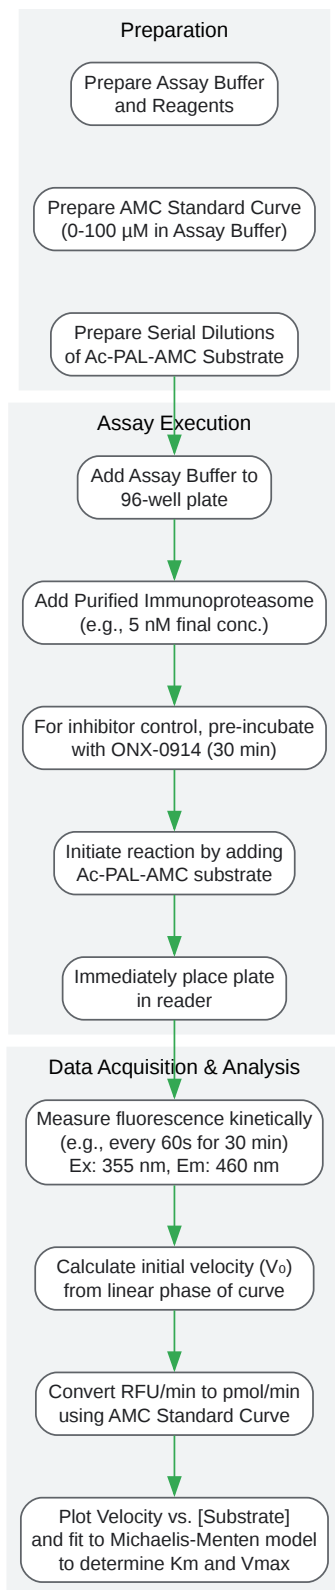 Preparation
Prepare Assay Buffer
and Reagents
Prepare AMC Standard Curve
(0-100 µM in Assay Buffer)
Prepare Serial Dilutions
of Ac-PAL-AMC Substrate
Assay Execution
Add Assay Buffer to
96-well plate
Add Purified Immunoproteasome
(e.g., 5 nM final conc.)
For inhibitor control, pre-incubate
with ONX-0914 (30 min)
Initiate reaction by adding
Ac-PAL-AMC substrate
Immediately place plate
in reader
Data Acquisition & Analysis
Measure fluorescence kinetically
(e.g., every 60s for 30 min)
Ex: 355 nm, Em: 460 nm
Calculate initial velocity (V₀)
from linear phase of curve
Convert RFU/min to pmol/min
using AMC Standard Curve
Plot Velocity vs. [Substrate]
and fit to Michaelis-Menten model
to determine Km and Vmax